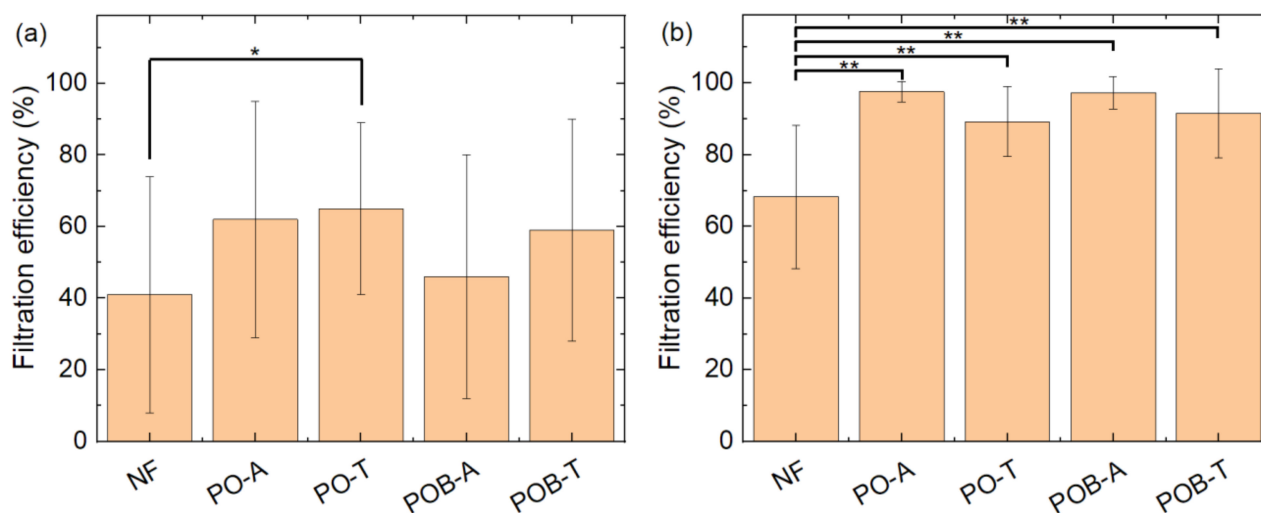 (a)
*
Filtration efficiency (%)
100
80
60
40
20
0
NF
PO-A
PO-T
POB-A
POB-T
(b)
**
**
**
**
Filtration efficiency (%)
100
80
60
40
20
0
NF
PO-A
PO-T
POB-A
POB-T